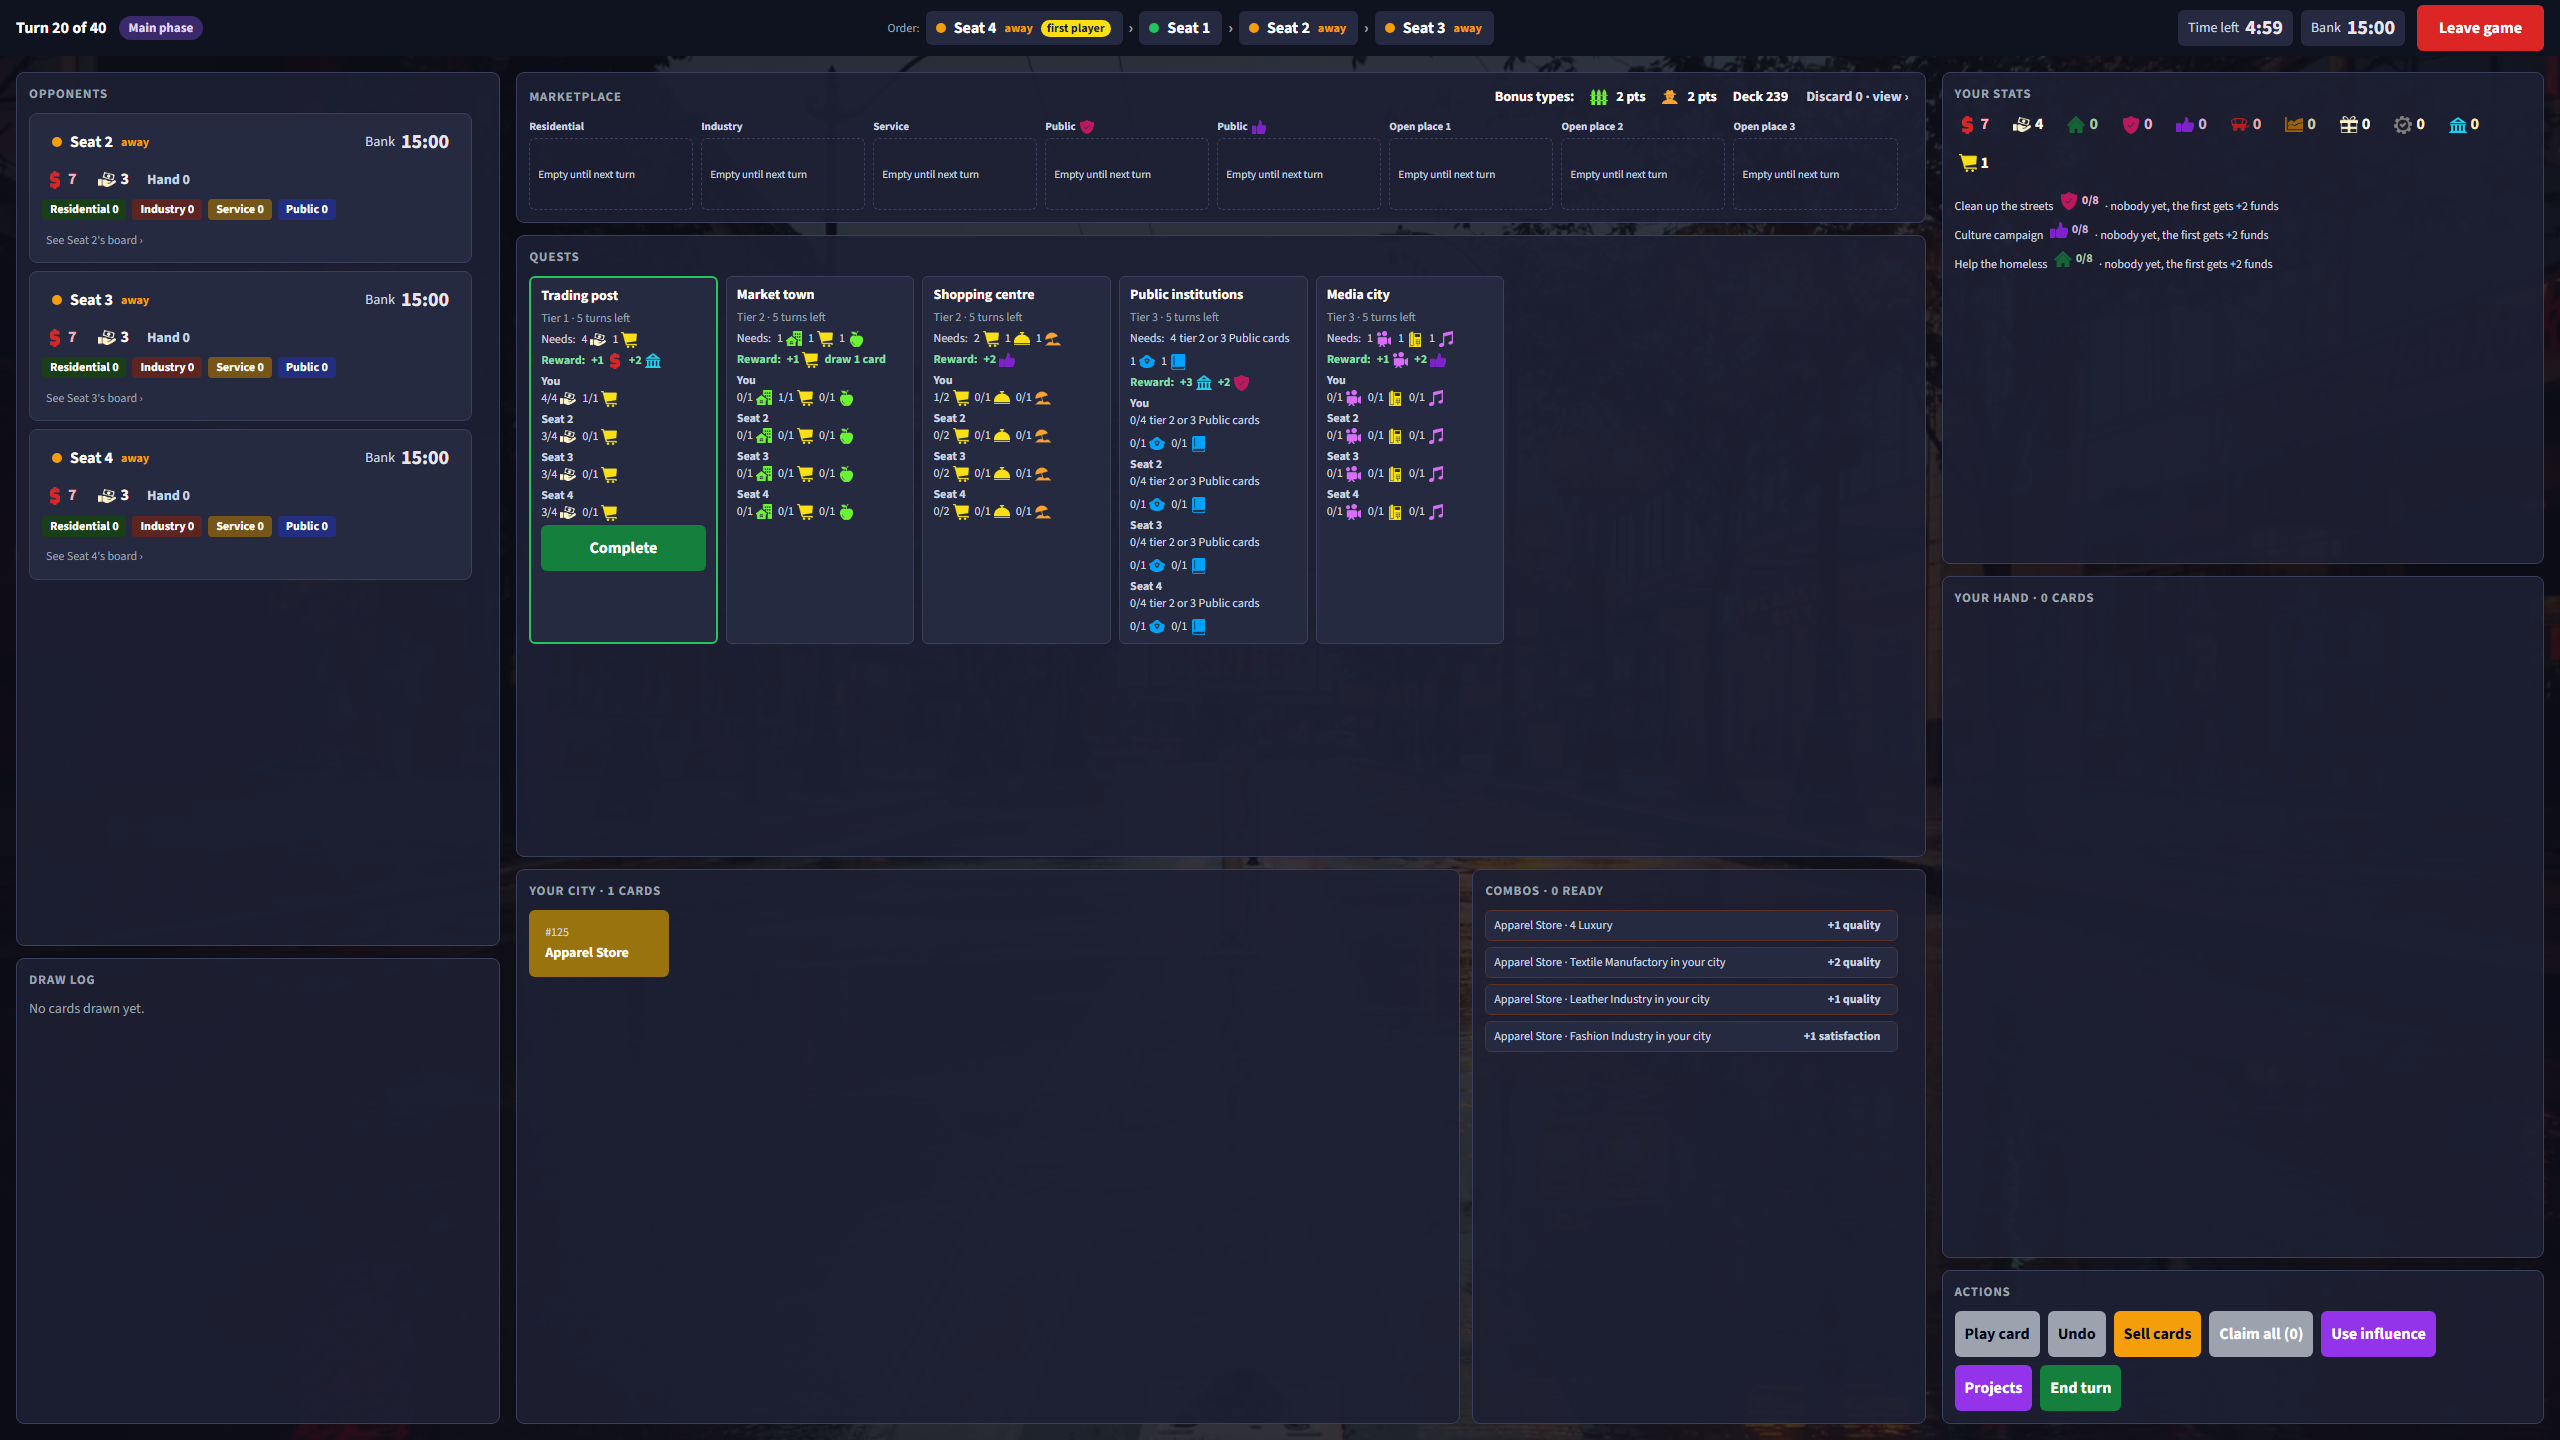 Turn 20 of 40 Main phase
Order: Seat 4 away first player › Seat 1 › Seat 2 away › Seat 3 away
Time left 4:59 Bank 15:00 Leave game
OPPONENTS
Seat 2 away Bank 15:00
7 3 Hand 0
Residential 0 Industry 0 Service 0 Public 0
See Seat 2's board ›
Seat 3 away Bank 15:00
7 3 Hand 0
Residential 0 Industry 0 Service 0 Public 0
See Seat 3's board ›
Seat 4 away Bank 15:00
7 3 Hand 0
Residential 0 Industry 0 Service 0 Public 0
See Seat 4's board ›
DRAW LOG
No cards drawn yet.
MARKETPLACE
Bonus types: 2 pts 2 pts Deck 239 Discard 0 · view ›
Residential Industry Service Public Public Open place 1 Open place 2 Open place 3
Empty until next turn Empty until next turn Empty until next turn Empty until next turn Empty until next turn Empty until next turn Empty until next turn Empty until next turn
QUESTS
Trading post
Tier 1 · 5 turns left
Needs: 4 1
Reward: +1 +2
You
4/4 1/1
Seat 2
3/4 0/1
Seat 3
3/4 0/1
Seat 4
3/4 0/1
Complete
Market town
Tier 2 · 5 turns left
Needs: 1 1 1
Reward: +1 draw 1 card
You
0/1 1/1 0/1
Seat 2
0/1 0/1 0/1
Seat 3
0/1 0/1 0/1
Seat 4
0/1 0/1 0/1
Shopping centre
Tier 2 · 5 turns left
Needs: 2 1 1
Reward: +2
You
1/2 0/1 0/1
Seat 2
0/2 0/1 0/1
Seat 3
0/2 0/1 0/1
Seat 4
0/2 0/1 0/1
Public institutions
Tier 3 · 5 turns left
Needs: 4 tier 2 or 3 Public cards
1 1
Reward: +3 +2
You
0/4 tier 2 or 3 Public cards
0/1 0/1
Seat 2
0/4 tier 2 or 3 Public cards
0/1 0/1
Seat 3
0/4 tier 2 or 3 Public cards
0/1 0/1
Seat 4
0/4 tier 2 or 3 Public cards
0/1 0/1
Media city
Tier 3 · 5 turns left
Needs: 1 1 1
Reward: +1 +2
You
0/1 0/1 0/1
Seat 2
0/1 0/1 0/1
Seat 3
0/1 0/1 0/1
Seat 4
0/1 0/1 0/1
YOUR CITY · 1 CARDS
#125
Apparel Store
COMBOS · 0 READY
Apparel Store · 4 Luxury +1 quality
Apparel Store · Textile Manufactory in your city +2 quality
Apparel Store · Leather Industry in your city +1 quality
Apparel Store · Fashion Industry in your city +1 satisfaction
YOUR STATS
7 4 0 0 0 0 0 0 0 0
1
Clean up the streets 0/8 · nobody yet, the first gets +2 funds
Culture campaign 0/8 · nobody yet, the first gets +2 funds
Help the homeless 0/8 · nobody yet, the first gets +2 funds
YOUR HAND · 0 CARDS
ACTIONS
Play card Undo Sell cards Claim all (0) Use influence
Projects End turn